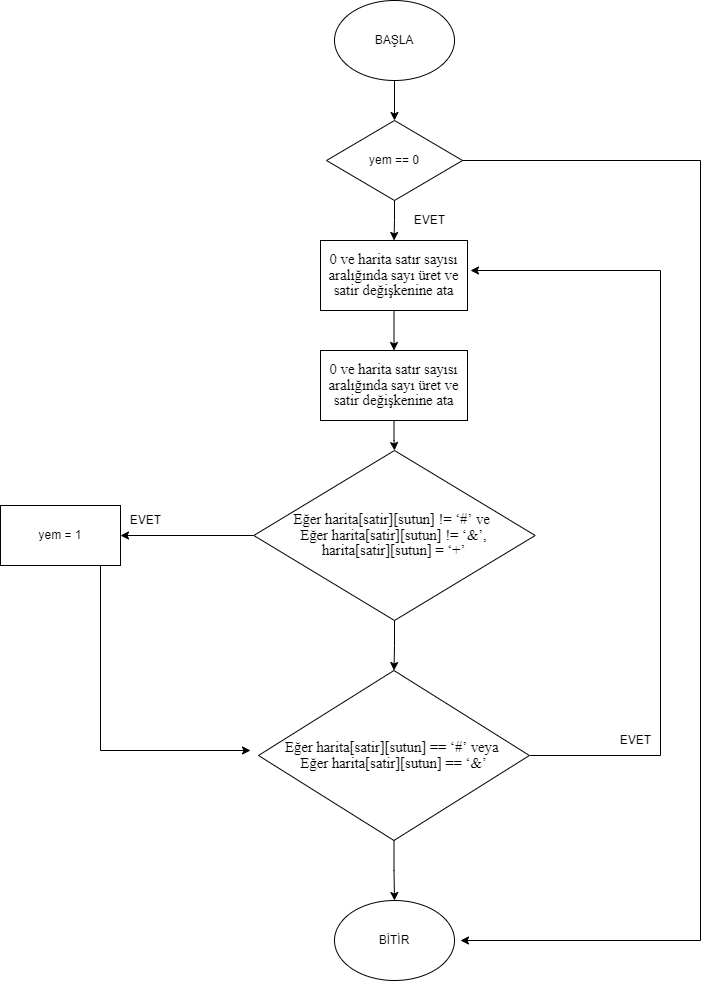 BAŞLA
yem == 0
EVET
0 ve harita satır sayısı
aralığında sayı üret ve
satir değişkenine ata
0 ve harita satır sayısı
aralığında sayı üret ve
satir değişkenine ata
Eğer harita[satir][sutun] != ‘#’ ve
Eğer harita[satir][sutun] != ‘&’,
harita[satir][sutun] = ‘+’
EVET
yem = 1
Eğer harita[satir][sutun] == ‘#’ veya
Eğer harita[satir][sutun] == ‘&’
EVET
BİTİR